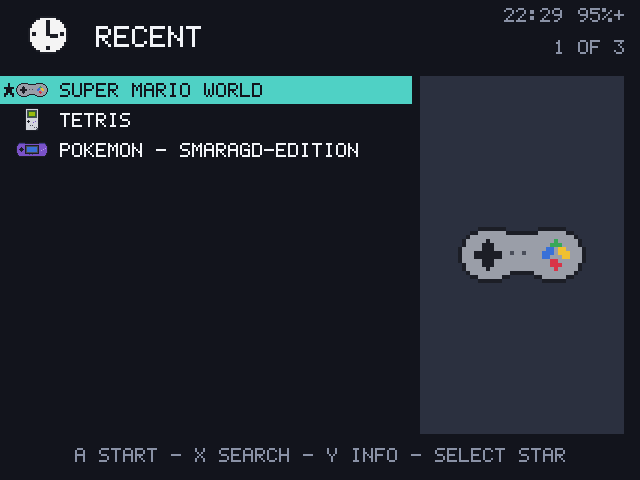 RECENT
22:29 95%+
1 OF 3
SUPER MARIO WORLD
TETRIS
POKEMON - SMARAGD-EDITION
A START - X SEARCH - Y INFO - SELECT STAR